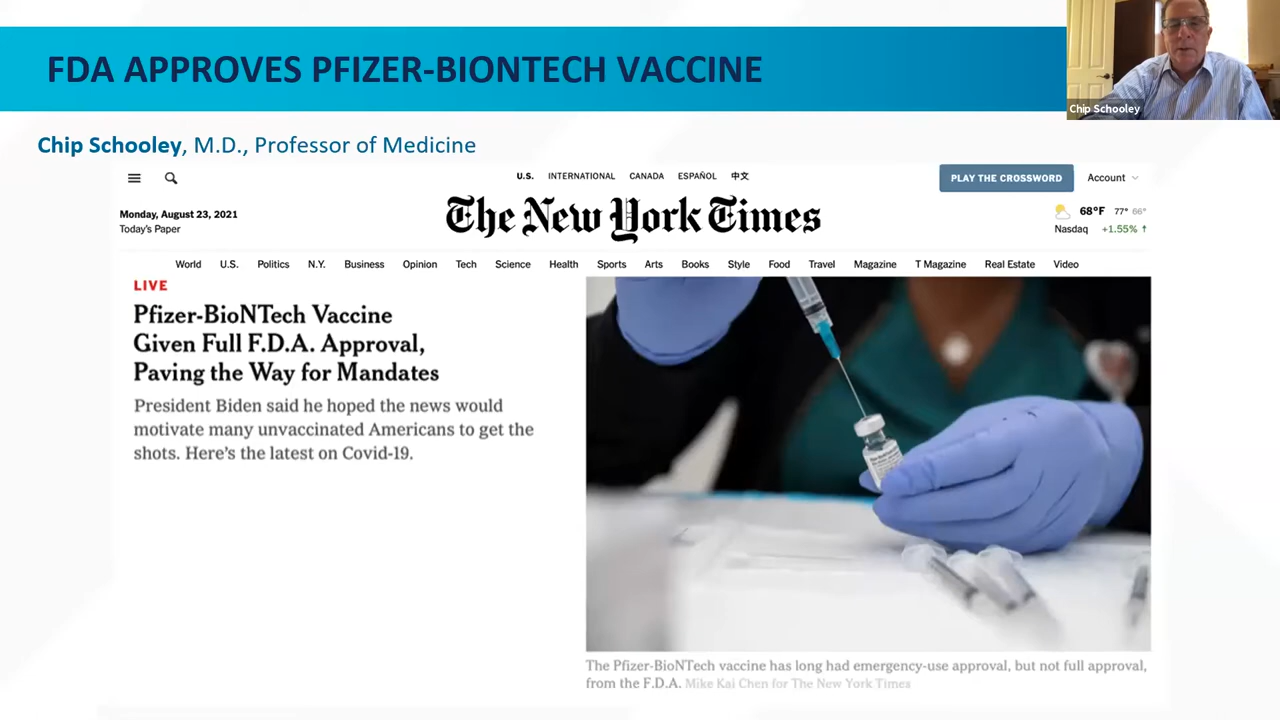 FDA APPROVES PFIZER-BIONTECH VACCINE
Chip Schooley
Chip Schooley, M.D., Professor of Medicine
U.S. INTERNATIONAL CANADA ESPAÑOL 中文
PLAY THE CROSSWORD
Account
Monday, August 23, 2021
Today's Paper
The New York Times
68°F 77° 66°
Nasdaq +1.55% ↑
World U.S. Politics N.Y. Business Opinion Tech Science Health Sports Arts Books Style Food Travel Magazine T Magazine Real Estate Video
LIVE
Pfizer-BioNTech Vaccine
Given Full F.D.A. Approval,
Paving the Way for Mandates
President Biden said he hoped the news would
motivate many unvaccinated Americans to get the
shots. Here's the latest on Covid-19.
The Pfizer-BioNTech vaccine has long had emergency-use approval, but not full approval,
from the F.D.A. Mike Kai Chen for The New York Times